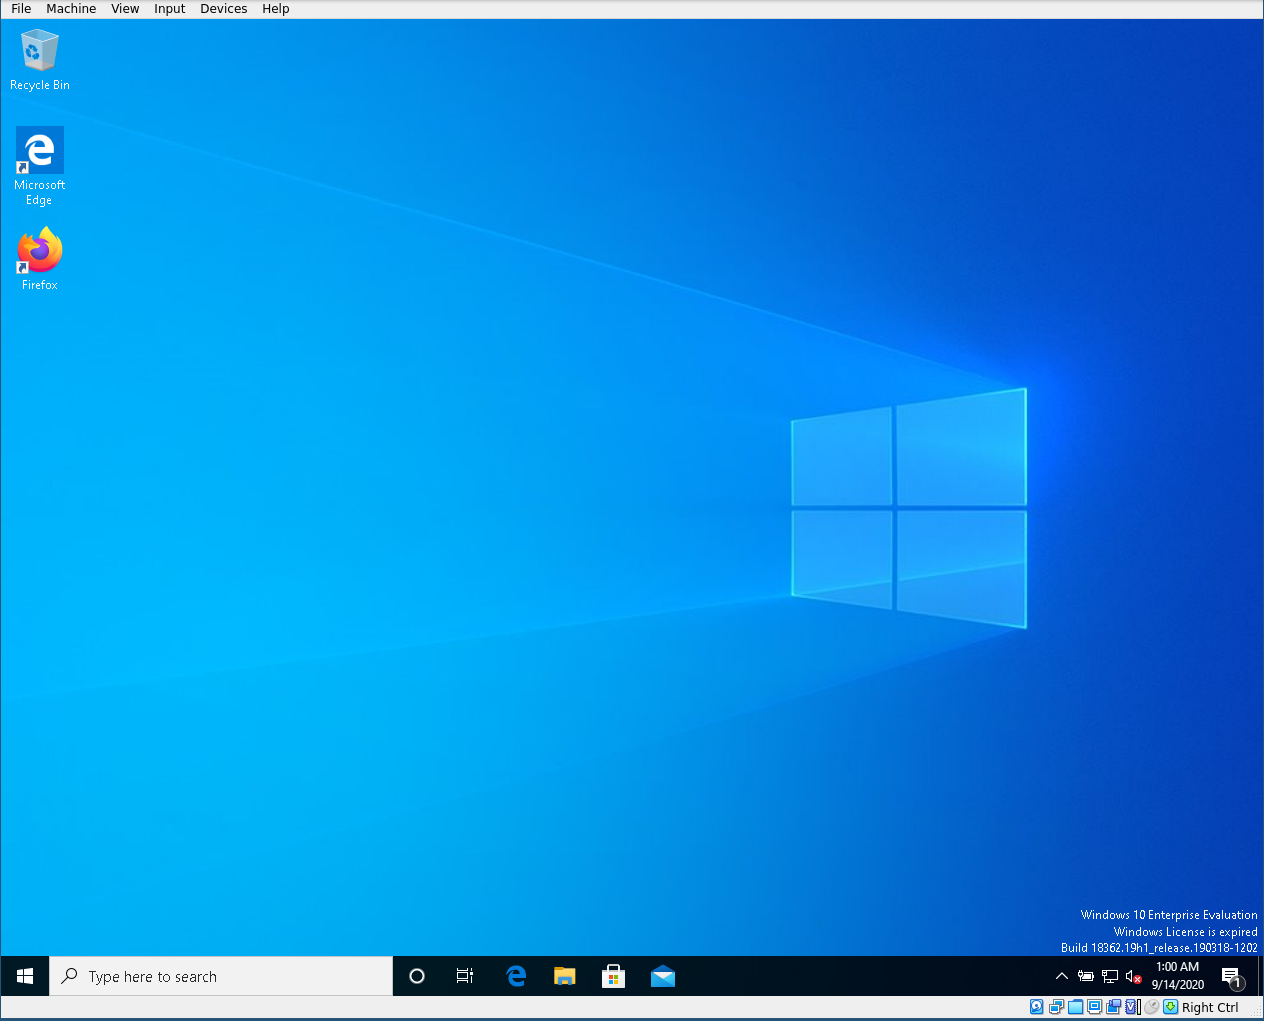 File Machine View Input Devices Help
Recycle Bin
Microsoft
Edge
Firefox
Windows 10 Enterprise Evaluation
Windows License is expired
Build 18362.19h1_release.190318-1202
Type here to search
1:00 AM
9/14/2020
1
Right Ctrl